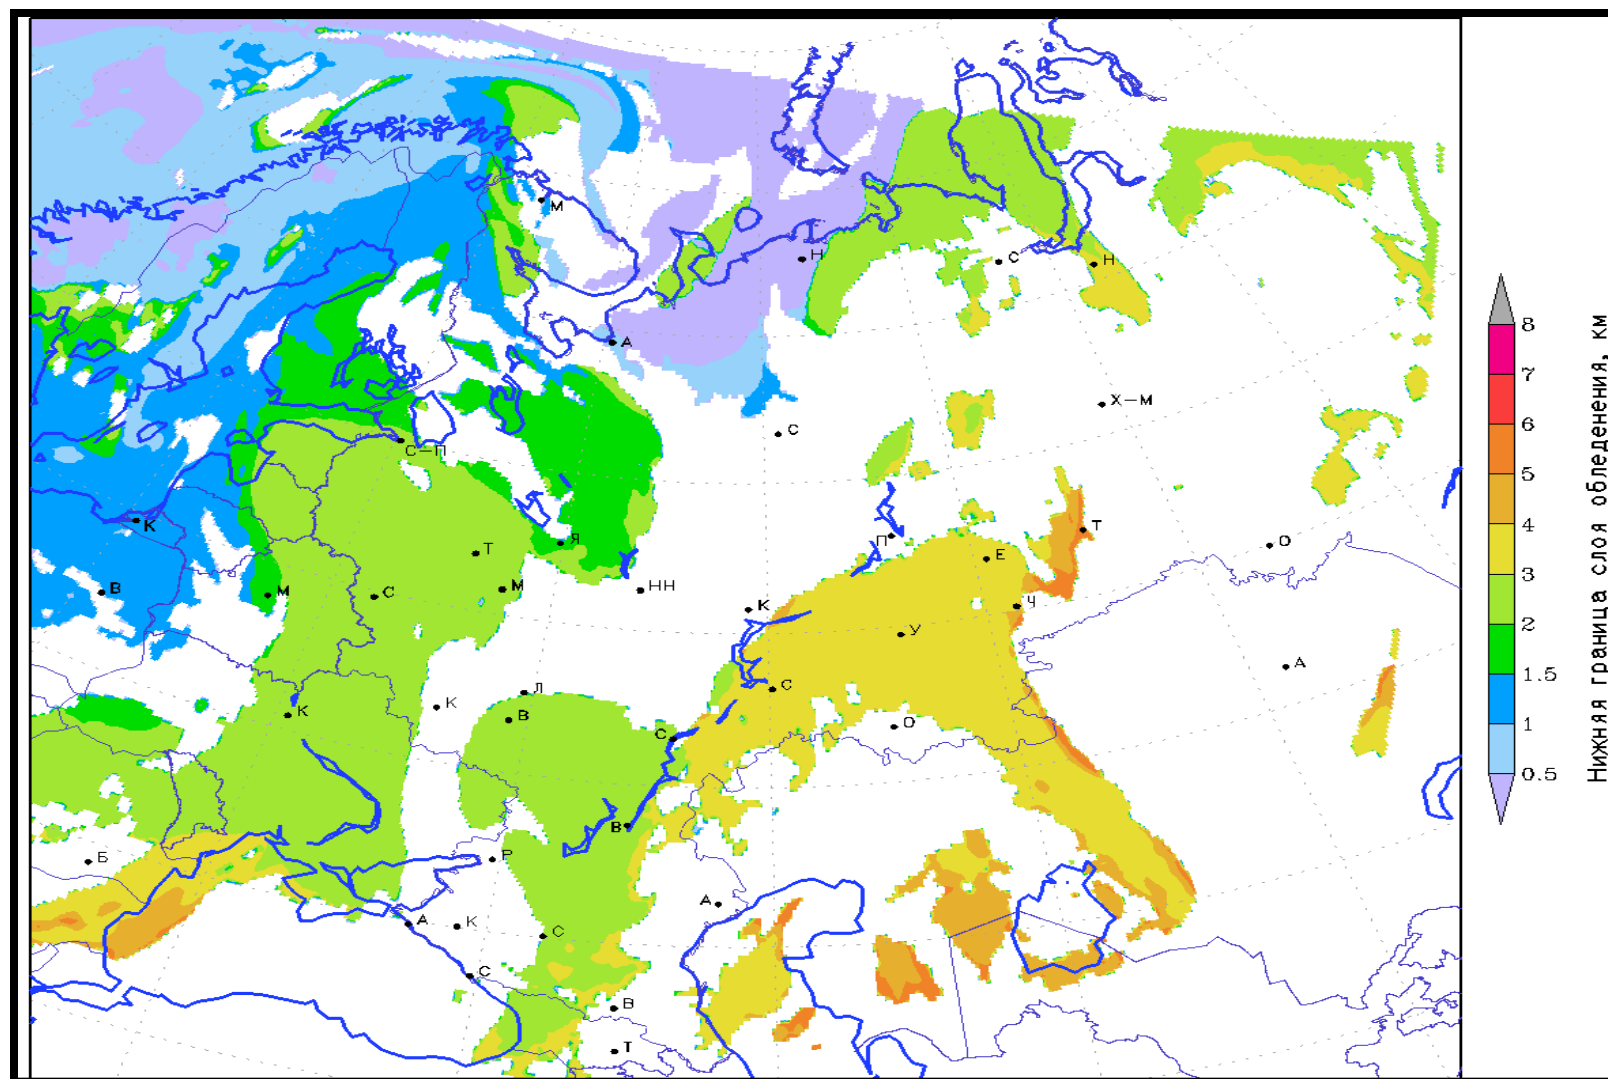 М
Н
С
Н
А
Х-М
С
С-П
К
П
Т
О
Т
Я
Е
В
М
С
М
НН
К
Ч
У
А
Л
С
К
К
В
О
С
В
Б
Р
А
А
К
С
С
В
Т
8
7
6
5
4
3
2
1.5
1
0.5
Нижняя граница слоя обледенения, км